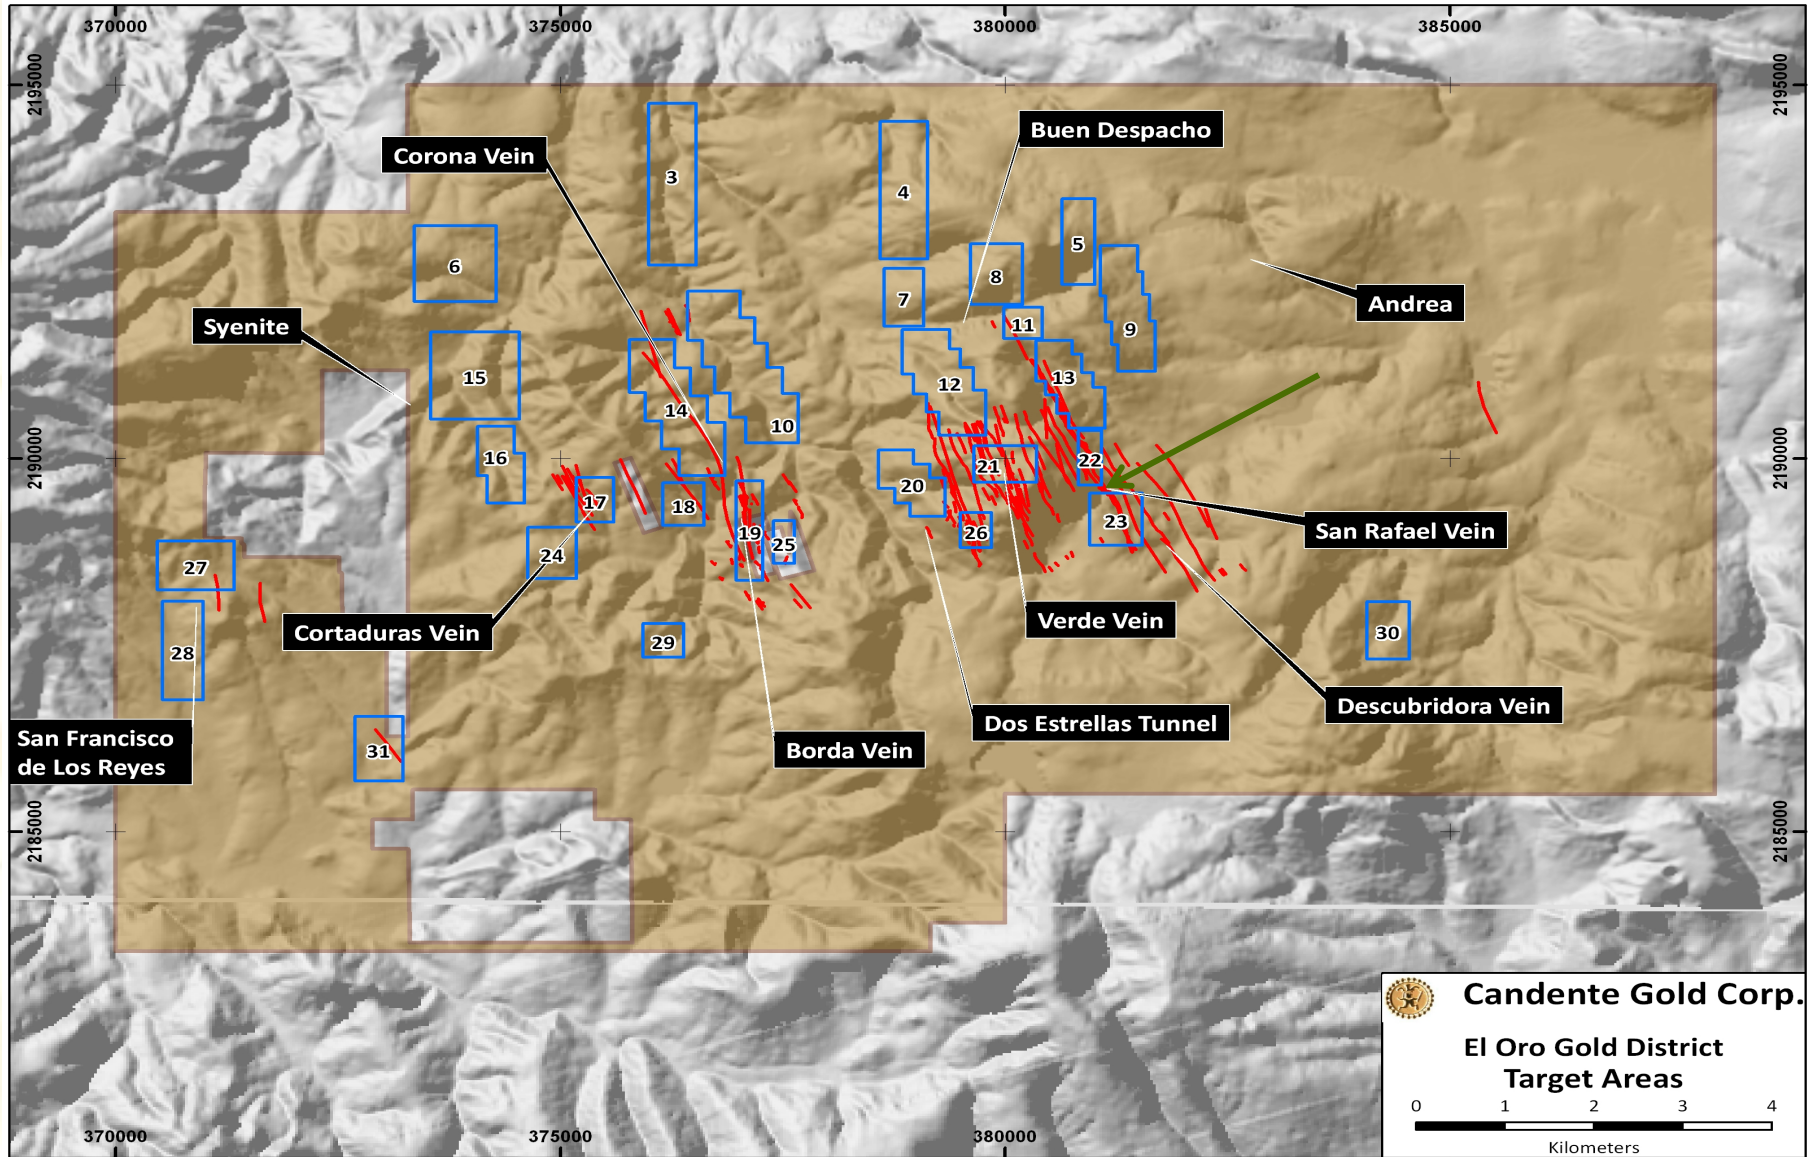 370000
375000
380000
385000
2195000
2195000
Buen Despacho
Corona Vein
3
4
5
6
8
7
Andrea
Syenite
11
9
15
12
13
14
10
2190000
2190000
16
22
21
20
17
18
23
San Rafael Vein
19
26
25
24
27
Verde Vein
Cortaduras Vein
30
29
28
Descubridora Vein
Dos Estrellas Tunnel
San Francisco
de Los Reyes
31
Borda Vein
2185000
2185000
Candente Gold Corp.
El Oro Gold District
Target Areas
0 1 2 3 4
Kilometers
370000
375000
380000